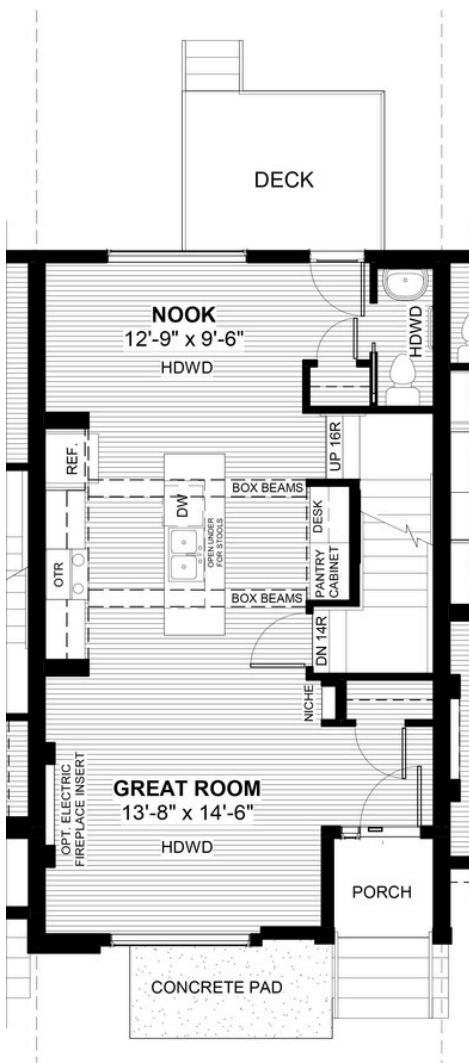 DECK
NOOK
12'-9" x 9'-6"
HDWD
HDWD
REF.
UP 16R
BOX BEAMS
DW
DESK
OPEN UNDER
FOR STOOLS
OTR
PANTRY
CABINET
BOX BEAMS
DN 14R
NICHE
OPT. ELECTRIC
FIREPLACE INSERT
GREAT ROOM
13'-8" x 14'-6"
HDWD
PORCH
CONCRETE PAD